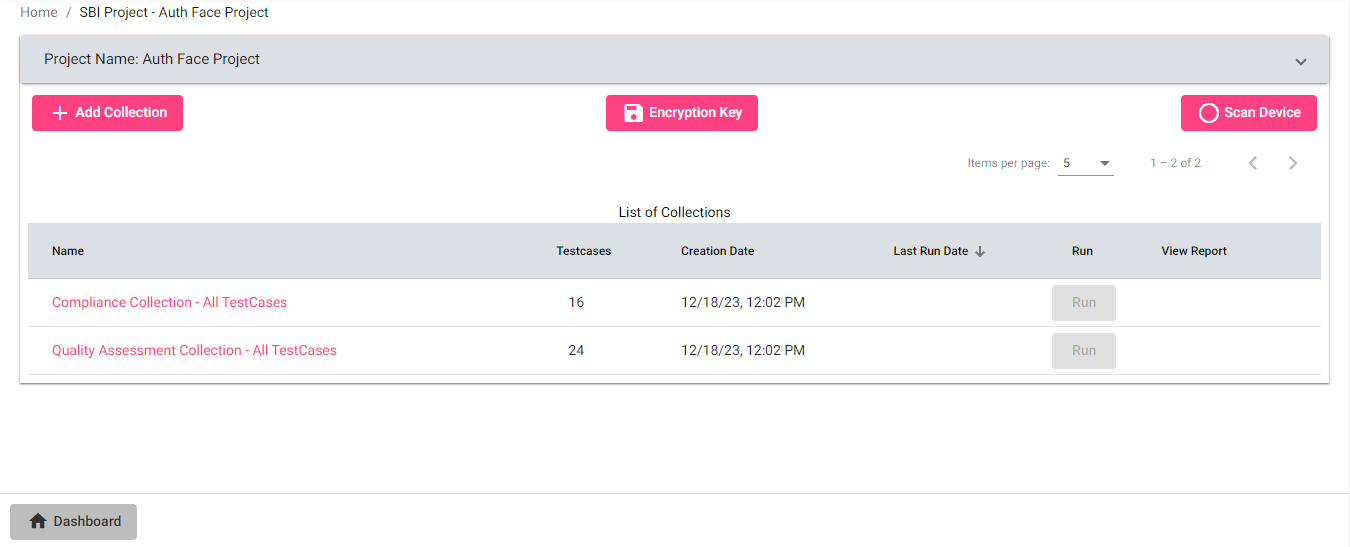 Home / SBI Project - Auth Face Project
Project Name: Auth Face Project
Add Collection Encryption Key Scan Device
Items per page: 5 1 – 2 of 2
List of Collections
Name Testcases Creation Date Last Run Date Run View Report
Compliance Collection - All TestCases 16 12/18/23, 12:02 PM Run
Quality Assessment Collection - All TestCases 24 12/18/23, 12:02 PM Run
Dashboard